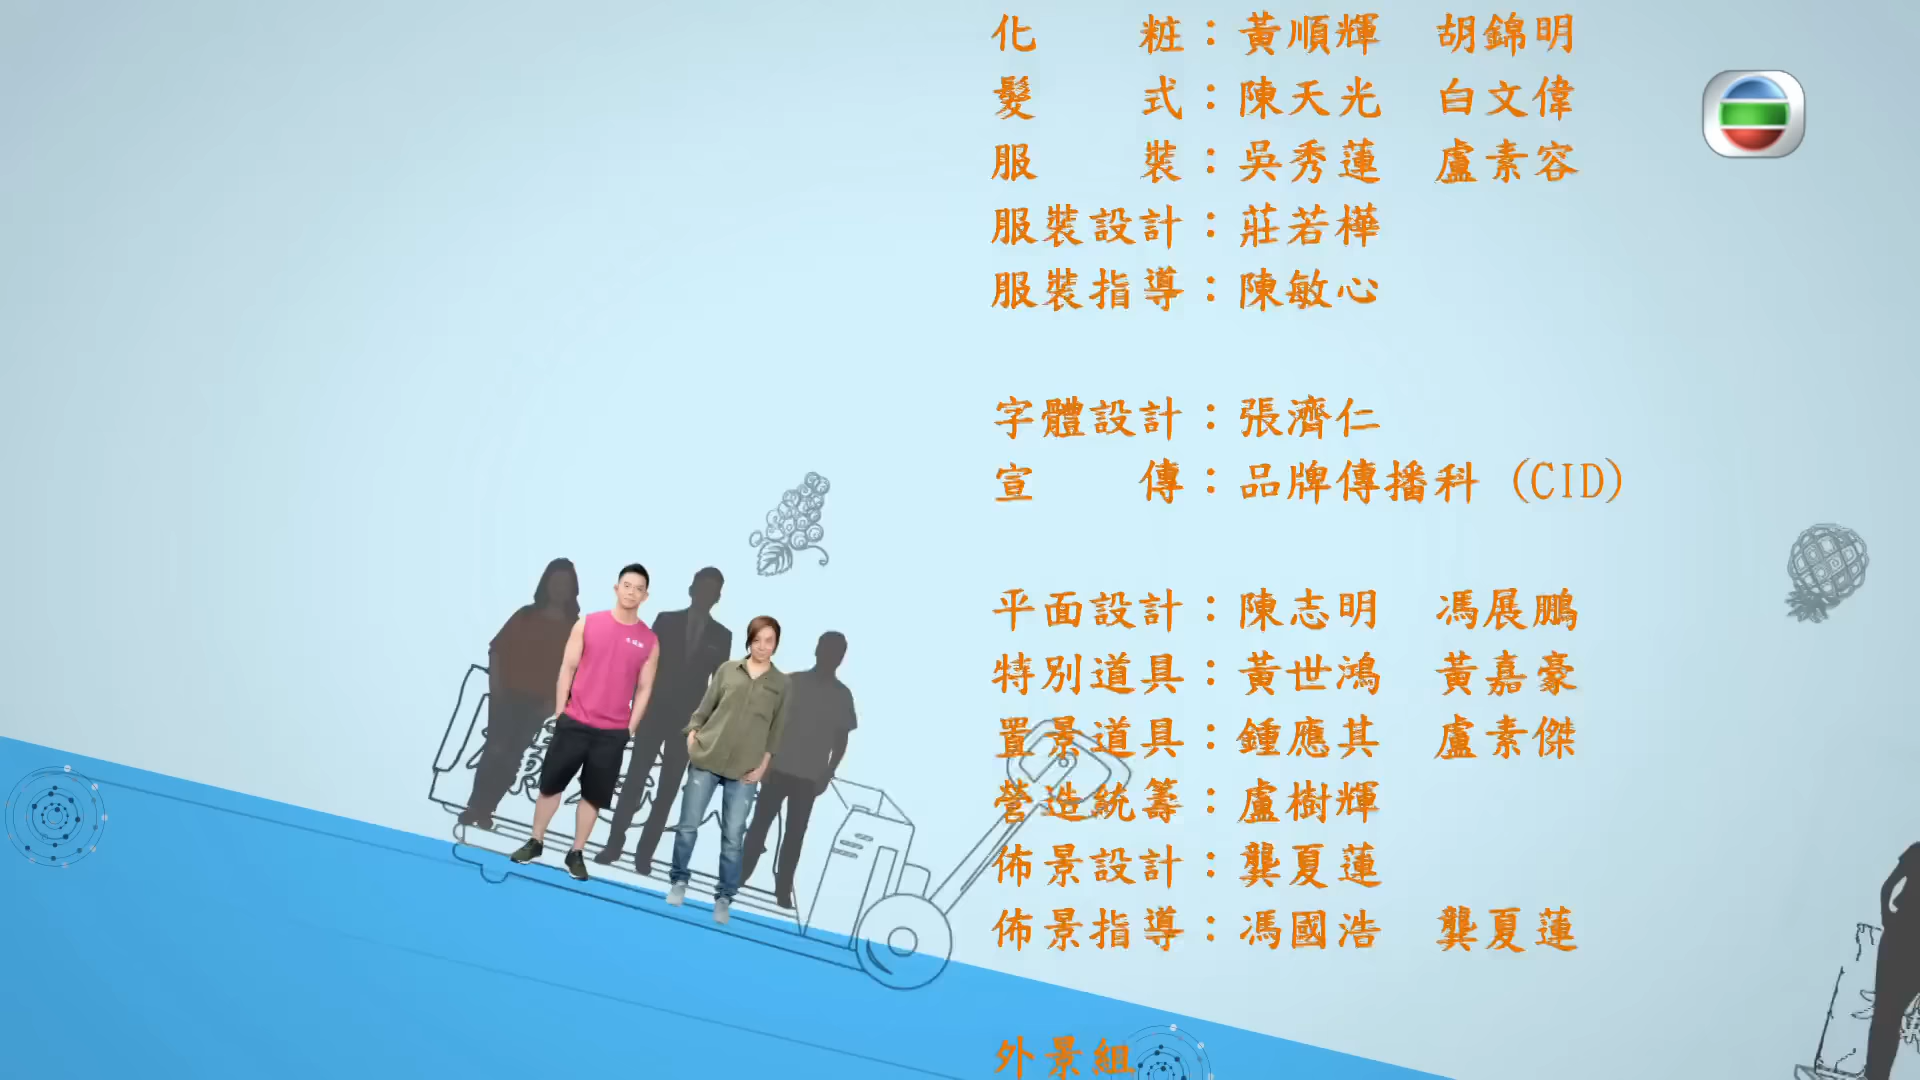 化　　粧：黃順輝　胡錦明
髮　　式：陳天光　白文偉
服　　裝：吳秀蓮　盧素容
服裝設計：莊若樺
服裝指導：陳敏心
字體設計：張濟仁
宣　　傳：品牌傳播科 (CID)
平面設計：陳志明　馮展鵬
特別道具：黃世鴻　黃嘉豪
置景道具：鍾應其　盧素傑
營造統籌：盧樹輝
佈景設計：龔夏蓮
佈景指導：馮國浩　龔夏蓮
外景組